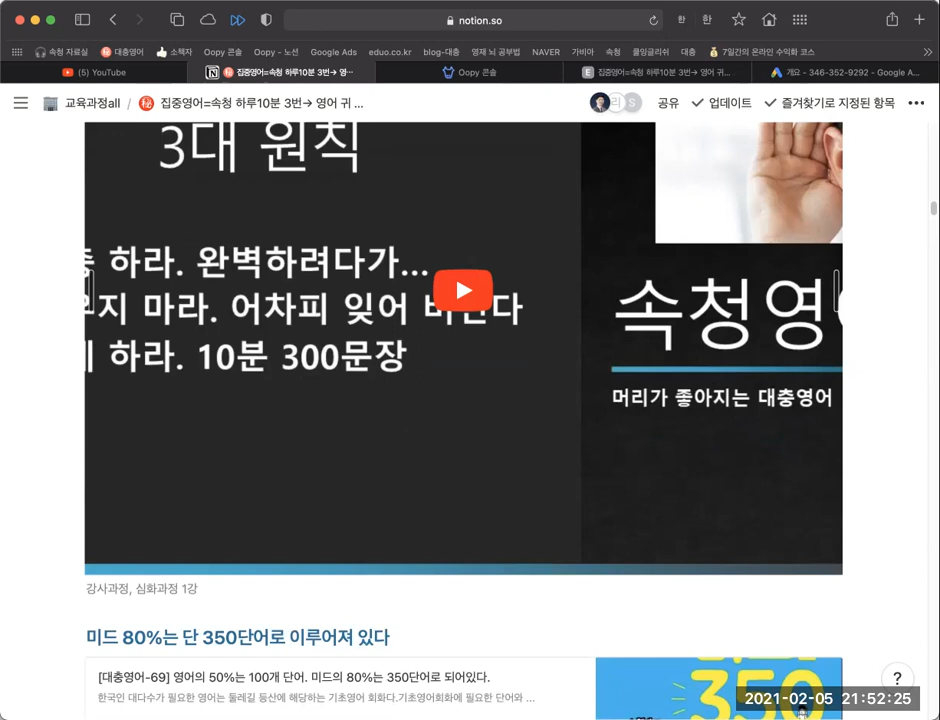 notion.so
한
한
속청 자료실
대충영어
소책자
Oopy 콘솔
Oopy - 노션
Google Ads
eduo.co.kr
blog-대충
영재 뇌 공부법
NAVER
가비아
속청
콜잉글리쉬
대충
7일간의 온라인 수익화 코스
(5) YouTube
집중영어=속청 하루10분 3번→ 영…
Oopy 콘솔
집중영어=속청 하루10분 3번→ 영어 귀…
개요 - 346-352-9292 - Google A...
교육과정all / 집중영어=속청 하루10분 3번→ 영어 귀 ...
리 S
공유
업데이트
즐겨찾기로 지정된 항목
3대 원칙
하라. 완벽하려다가...
지 마라. 어차피 잊어
하라. 10분 300문장
속청영
머리가 좋아지는 대충영어
강사과정, 심화과정 1강
미드 80%는 단 350단어로 이루어져 있다
[대충영어-69] 영어의 50%는 100개 단어. 미드의 80%는 350단어로 되어있다.
한국인 대다수가 필요한 영어는 둘레길 등산에 해당하는 기초영어 회화다.기초영어회화에 필요한 단어와 ...
350
?
2021-02-05 21:52:25